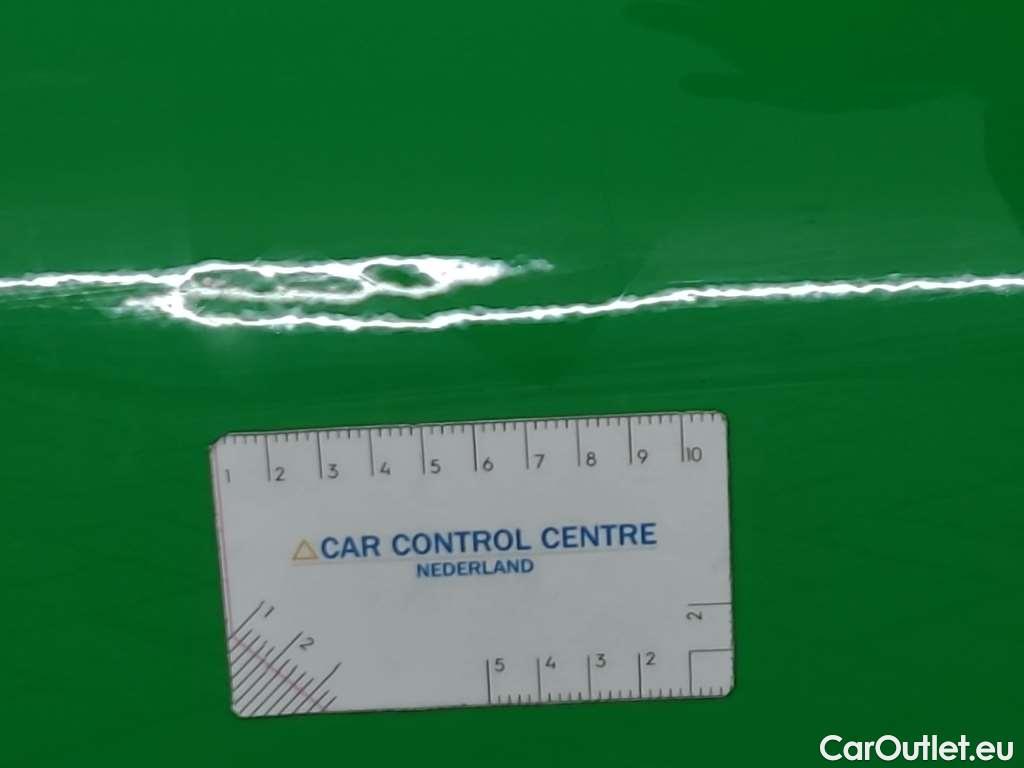 1 2 3 4 5 6 7 8 9 10
CAR CONTROL CENTRE
NEDERLAND
1
2
2
5 4 3 2
CarOutlet.eu